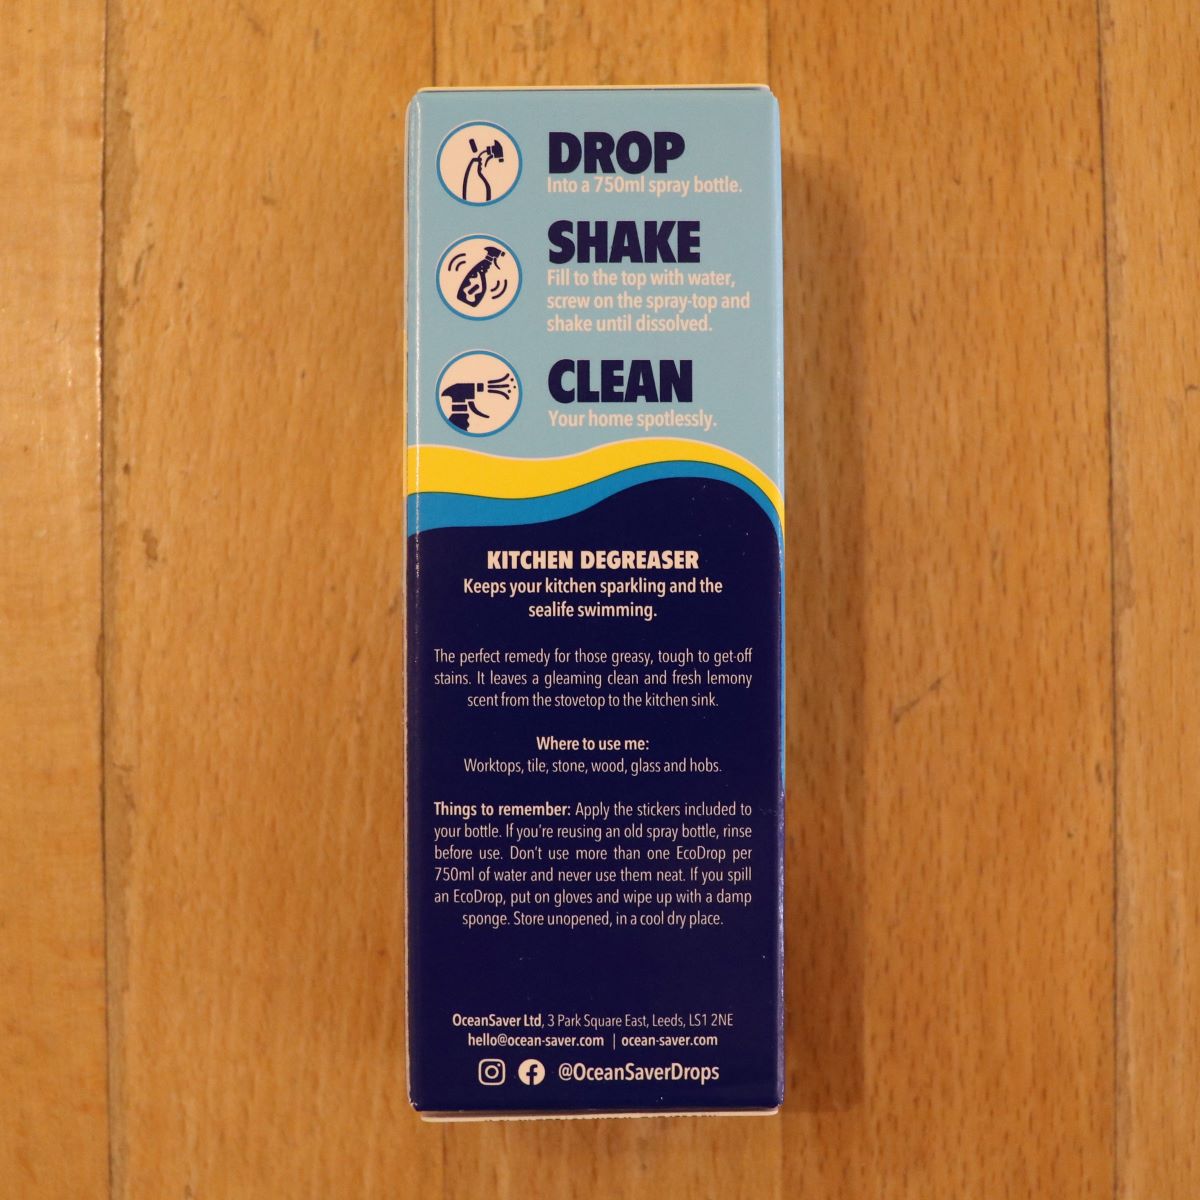 DROP
Into a 750ml spray bottle.
SHAKE
Fill to the top with water,
screw on the spray-top and
shake until dissolved.
CLEAN
Your home spotlessly.
KITCHEN DEGREASER
Keeps your kitchen sparkling and the
sealife swimming.
The perfect remedy for those greasy, tough to get-off
stains. It leaves a gleaming clean and fresh lemony
scent from the stovetop to the kitchen sink.
Where to use me:
Worktops, tile, stone, wood, glass and hobs.
Things to remember: Apply the stickers included to
your bottle. If you're reusing an old spray bottle, rinse
before use. Don't use more than one EcoDrop per
750ml of water and never use them neat. If you spill
an EcoDrop, put on gloves and wipe up with a damp
sponge. Store unopened, in a cool dry place.
OceanSaver Ltd, 3 Park Square East, Leeds, LS1 2NE
hello@ocean-saver.com | ocean-saver.com
@OceanSaverDrops